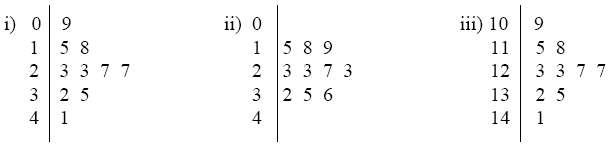 i) 0 | 9 ii) 0 | iii) 10 | 9
1 | 5 8 1 | 5 8 9 11 | 5 8
2 | 3 3 7 7 2 | 3 3 7 3 12 | 3 3 7 7
3 | 2 5 3 | 2 5 6 13 | 2 5
4 | 1 4 | 14 | 1